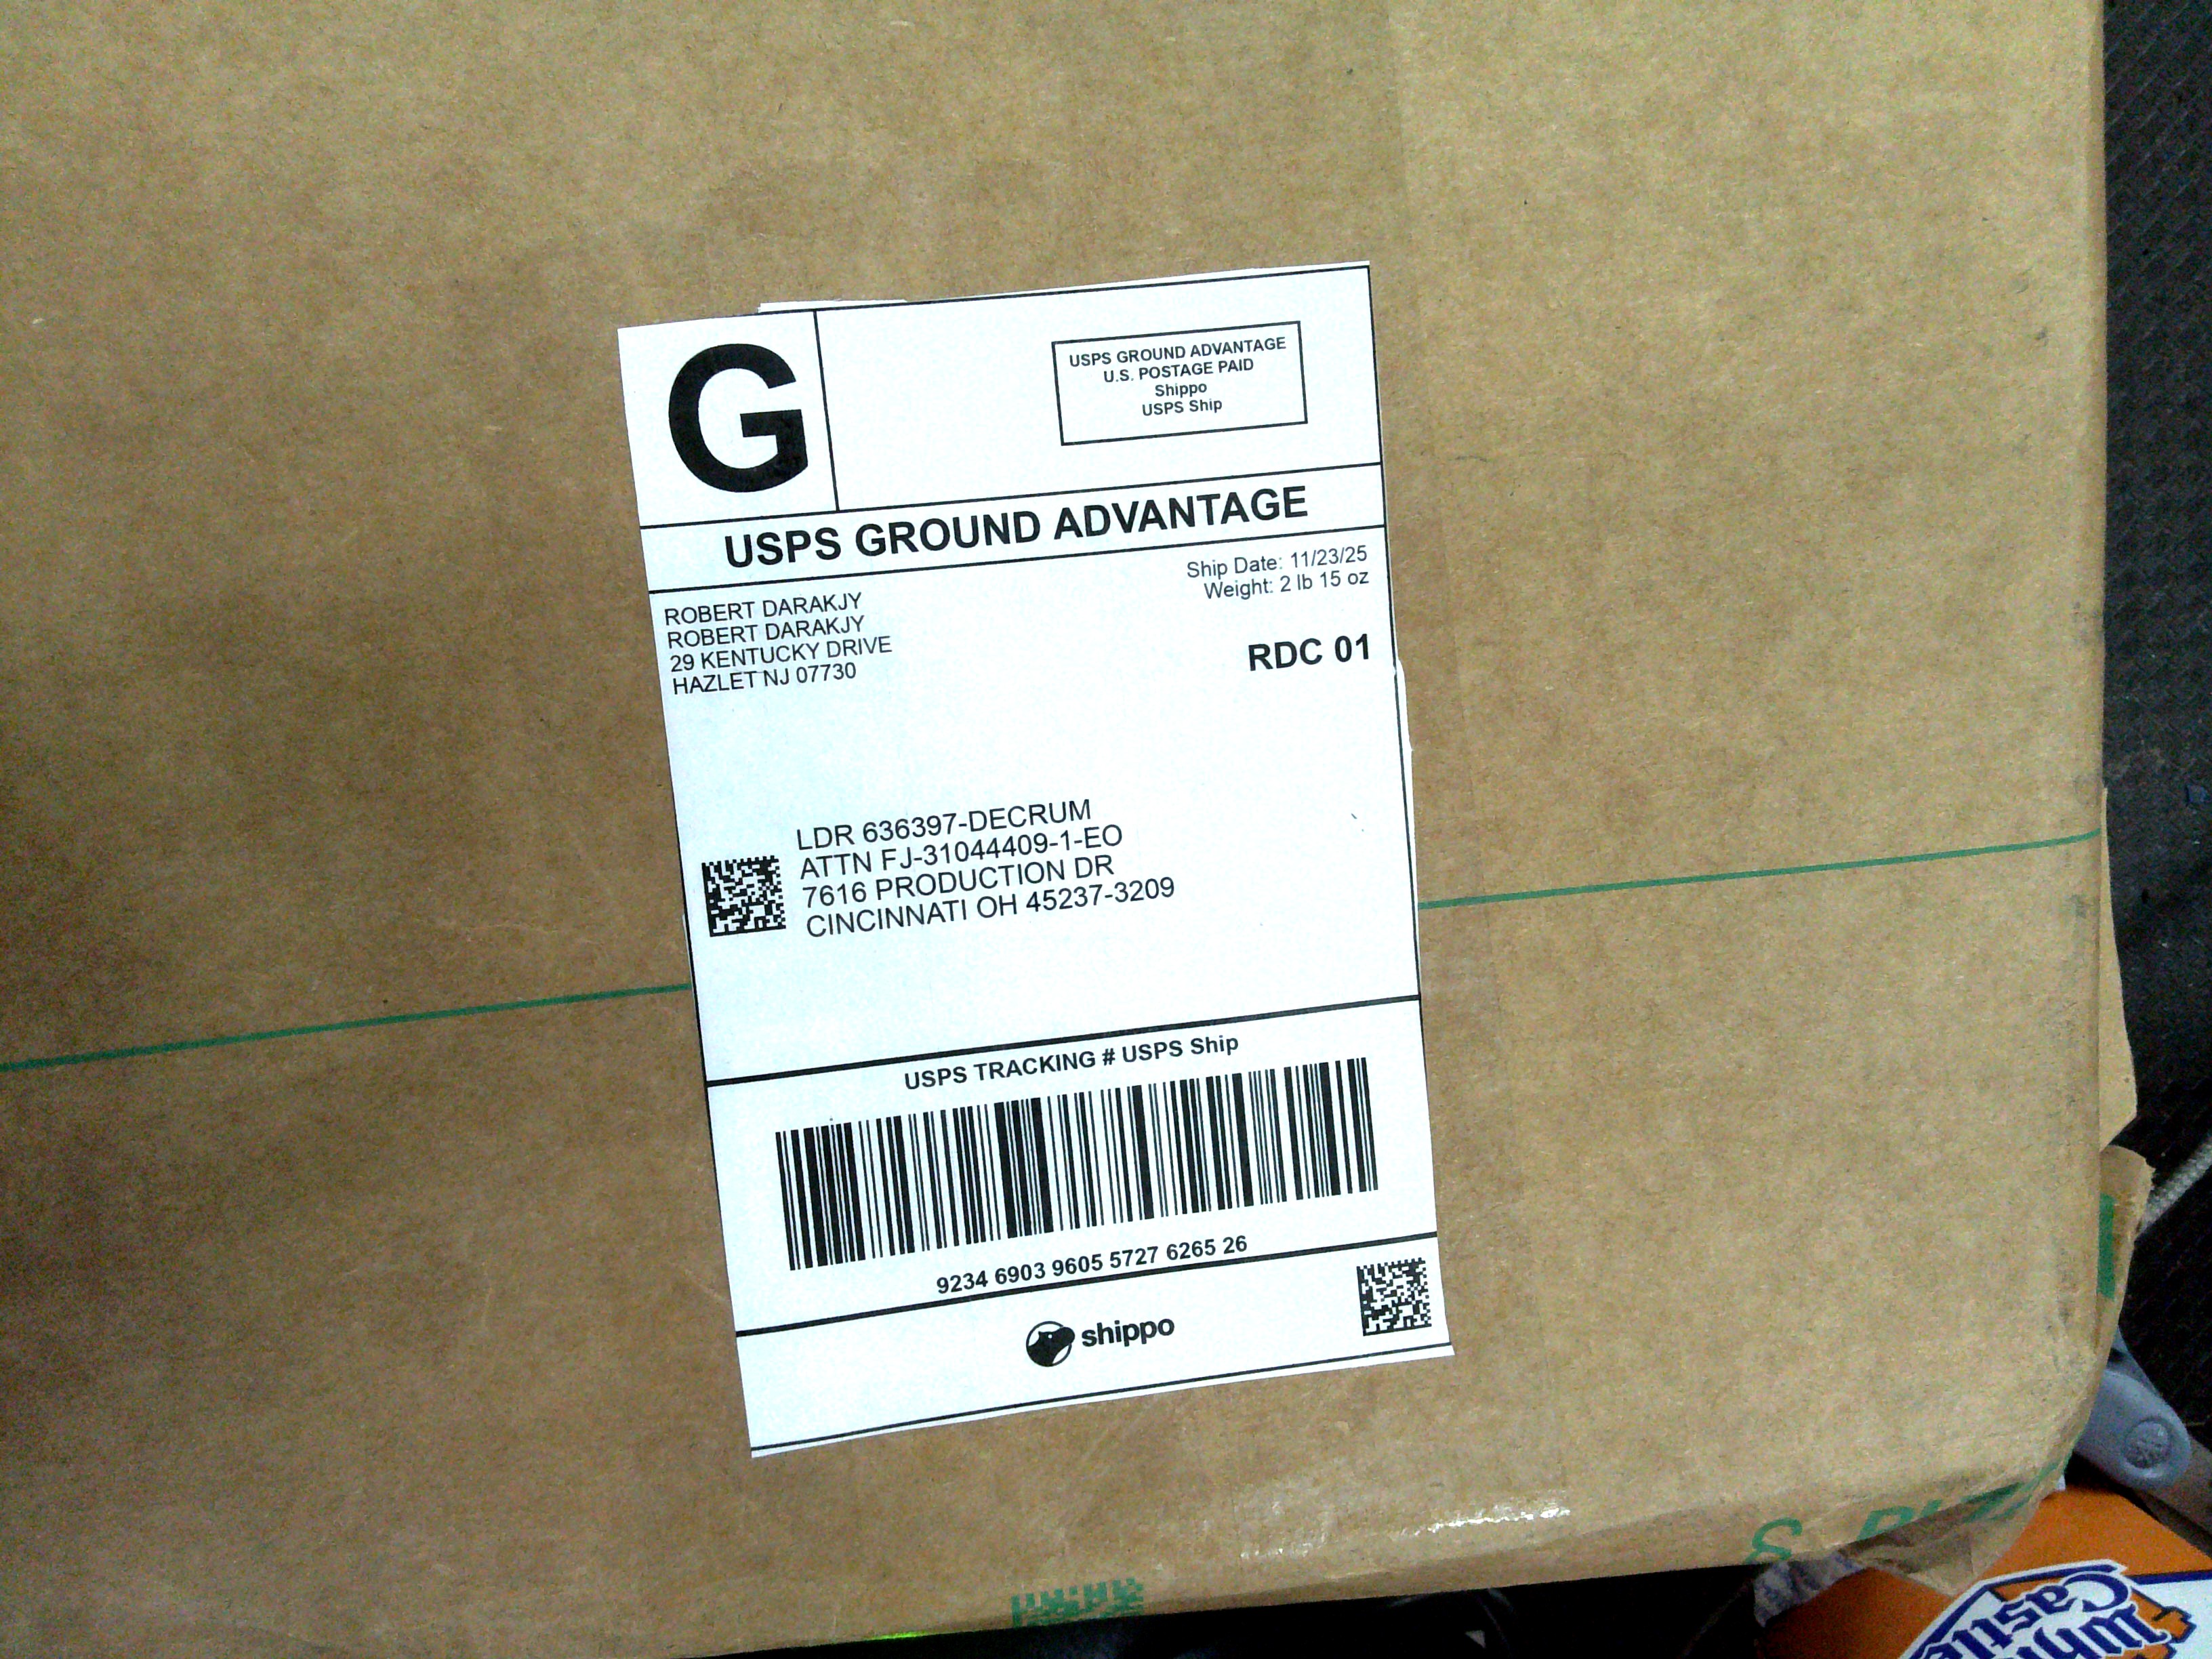 G
USPS GROUND ADVANTAGE
U.S. POSTAGE PAID
Shippo
USPS Ship
USPS GROUND ADVANTAGE
Ship Date: 11/23/25
Weight: 2 lb 15 oz
ROBERT DARAKJY
ROBERT DARAKJY
29 KENTUCKY DRIVE
HAZLET NJ 07730
RDC 01
LDR 636397-DECRUM
ATTN FJ-31044409-1-EO
7616 PRODUCTION DR
CINCINNATI OH 45237-3209
USPS TRACKING # USPS Ship
9234 6903 9605 5727 6265 26
shippo
White
Castle